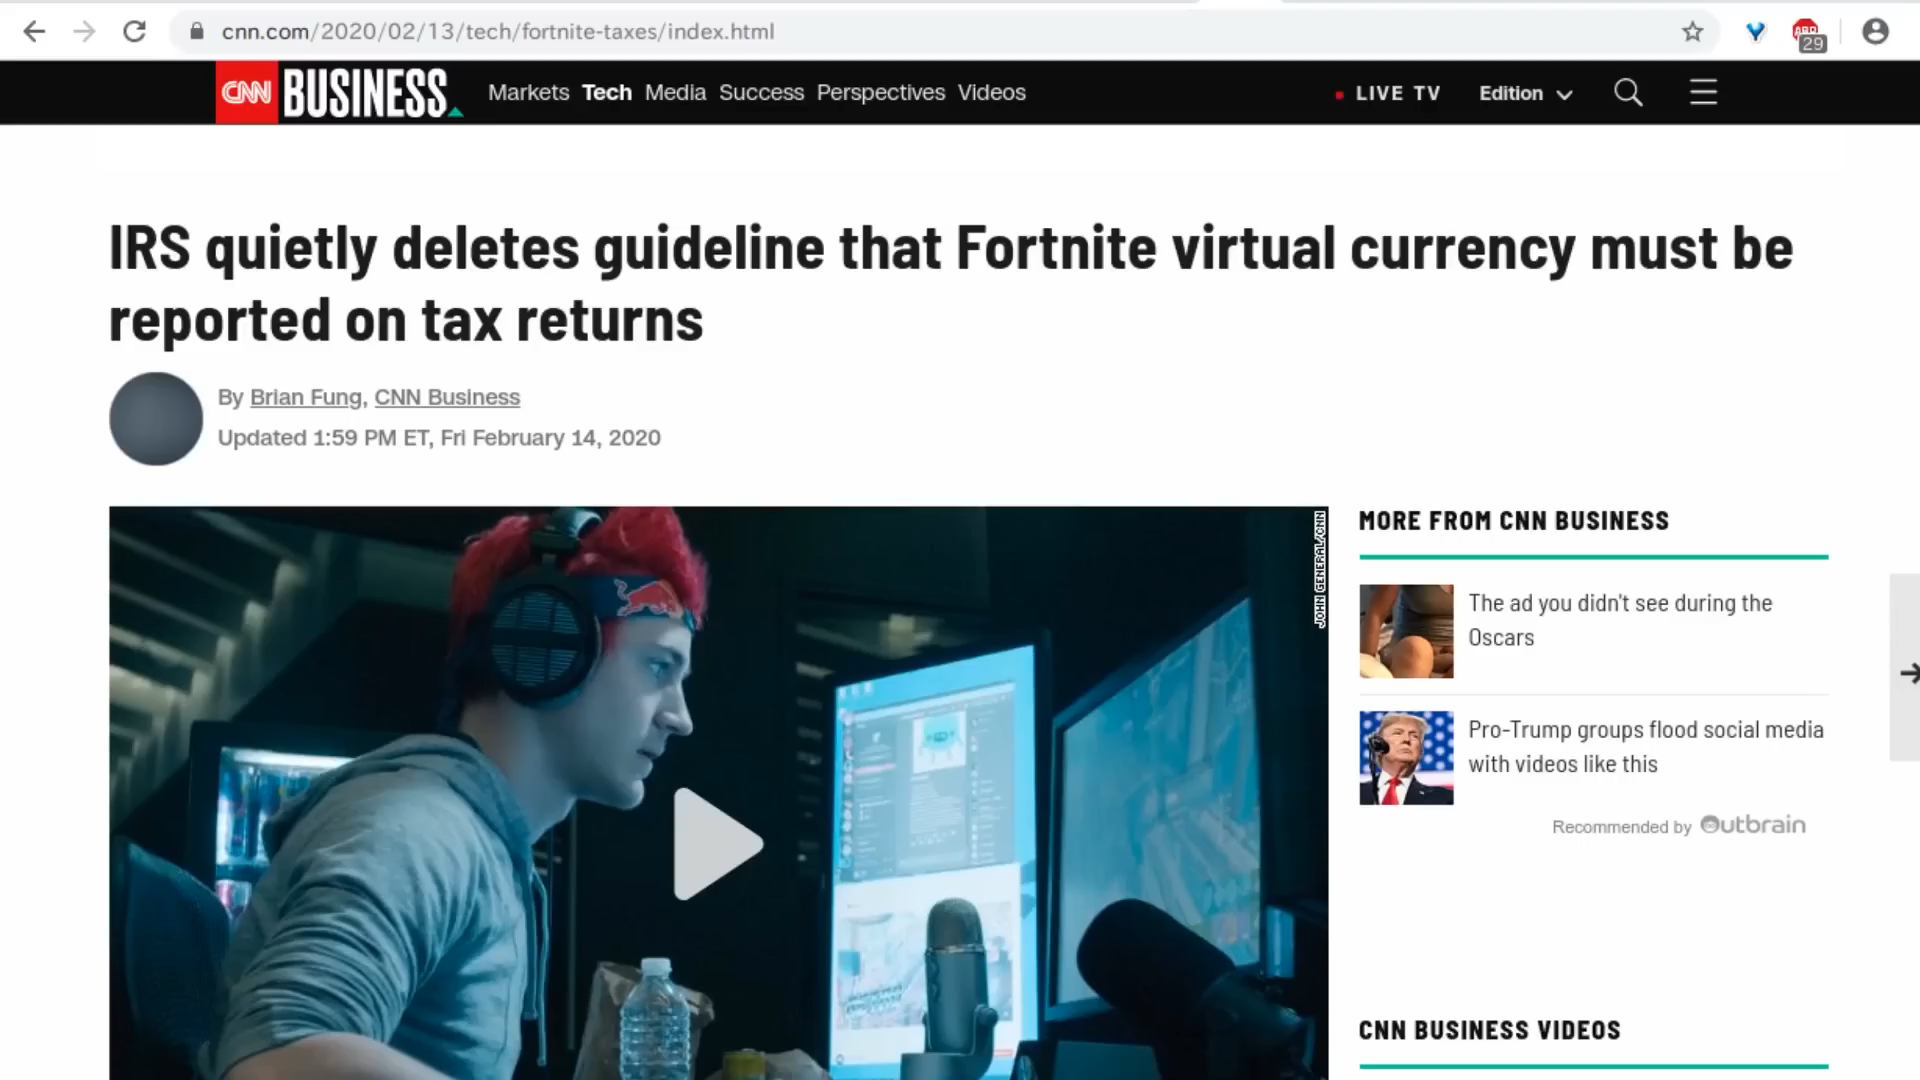 cnn.com/2020/02/13/tech/fortnite-taxes/index.html
29
CNN BUSINESS
Markets Tech Media Success Perspectives Videos
LIVE TV
Edition
IRS quietly deletes guideline that Fortnite virtual currency must be
reported on tax returns
By Brian Fung, CNN Business
Updated 1:59 PM ET, Fri February 14, 2020
JOHN GENERAL/CNN
MORE FROM CNN BUSINESS
The ad you didn't see during the
Oscars
Pro-Trump groups flood social media
with videos like this
Recommended by Outbrain
CNN BUSINESS VIDEOS